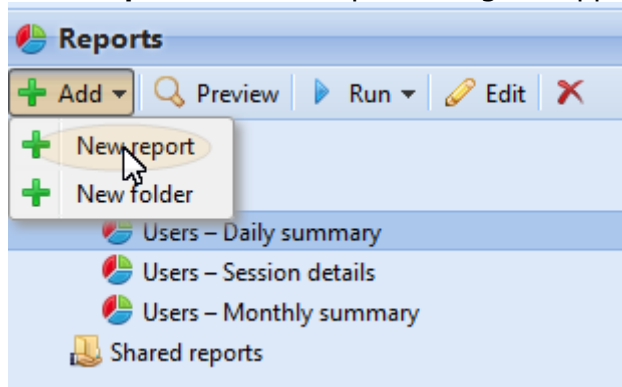 Reports
Add Preview Run Edit
New report
New folder
Users – Daily summary
Users – Session details
Users – Monthly summary
Shared reports